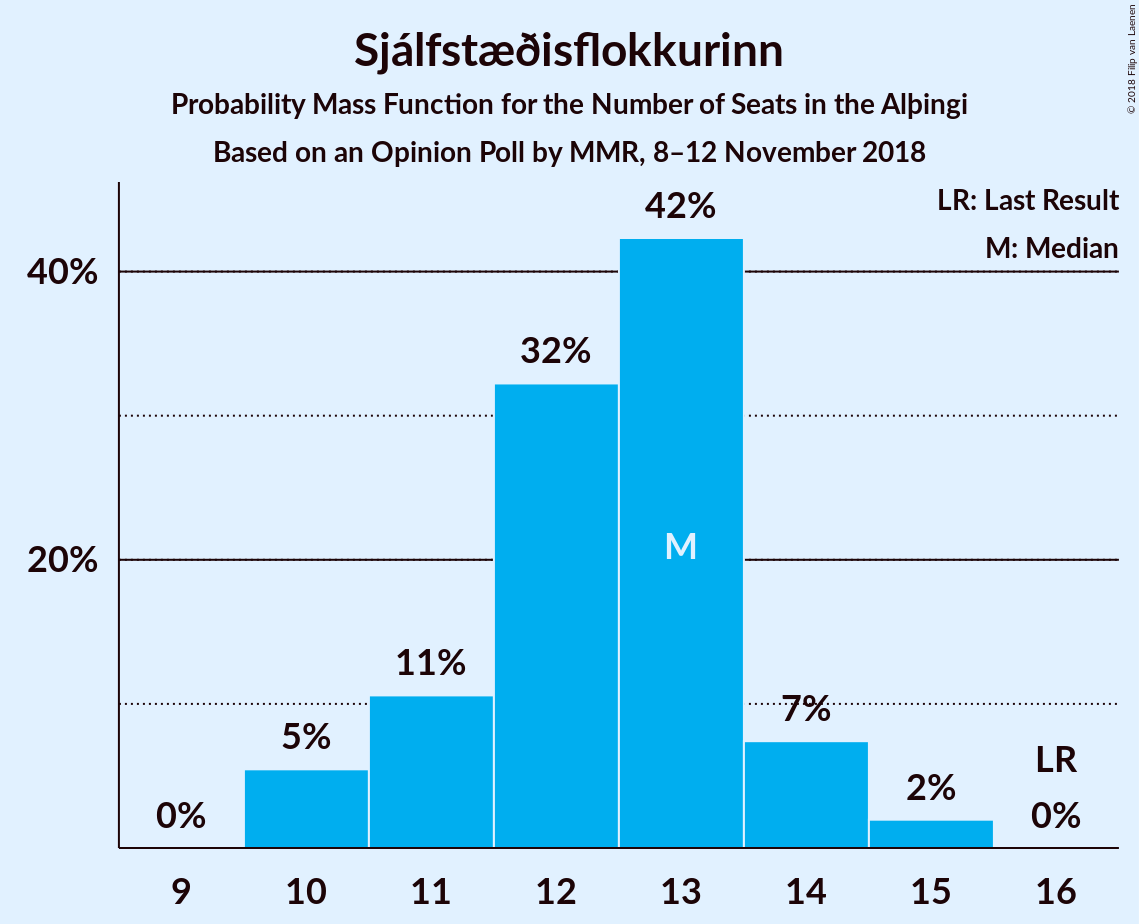 Sjálfstæðisflokkurinn
Probability Mass Function for the Number of Seats in the Alþingi
Based on an Opinion Poll by MMR, 8–12 November 2018
© 2018 Filip van Laenen
LR: Last Result
M: Median
40%
20%
0%
5%
11%
32%
42%
M
7%
2%
LR
0%
9 10 11 12 13 14 15 16